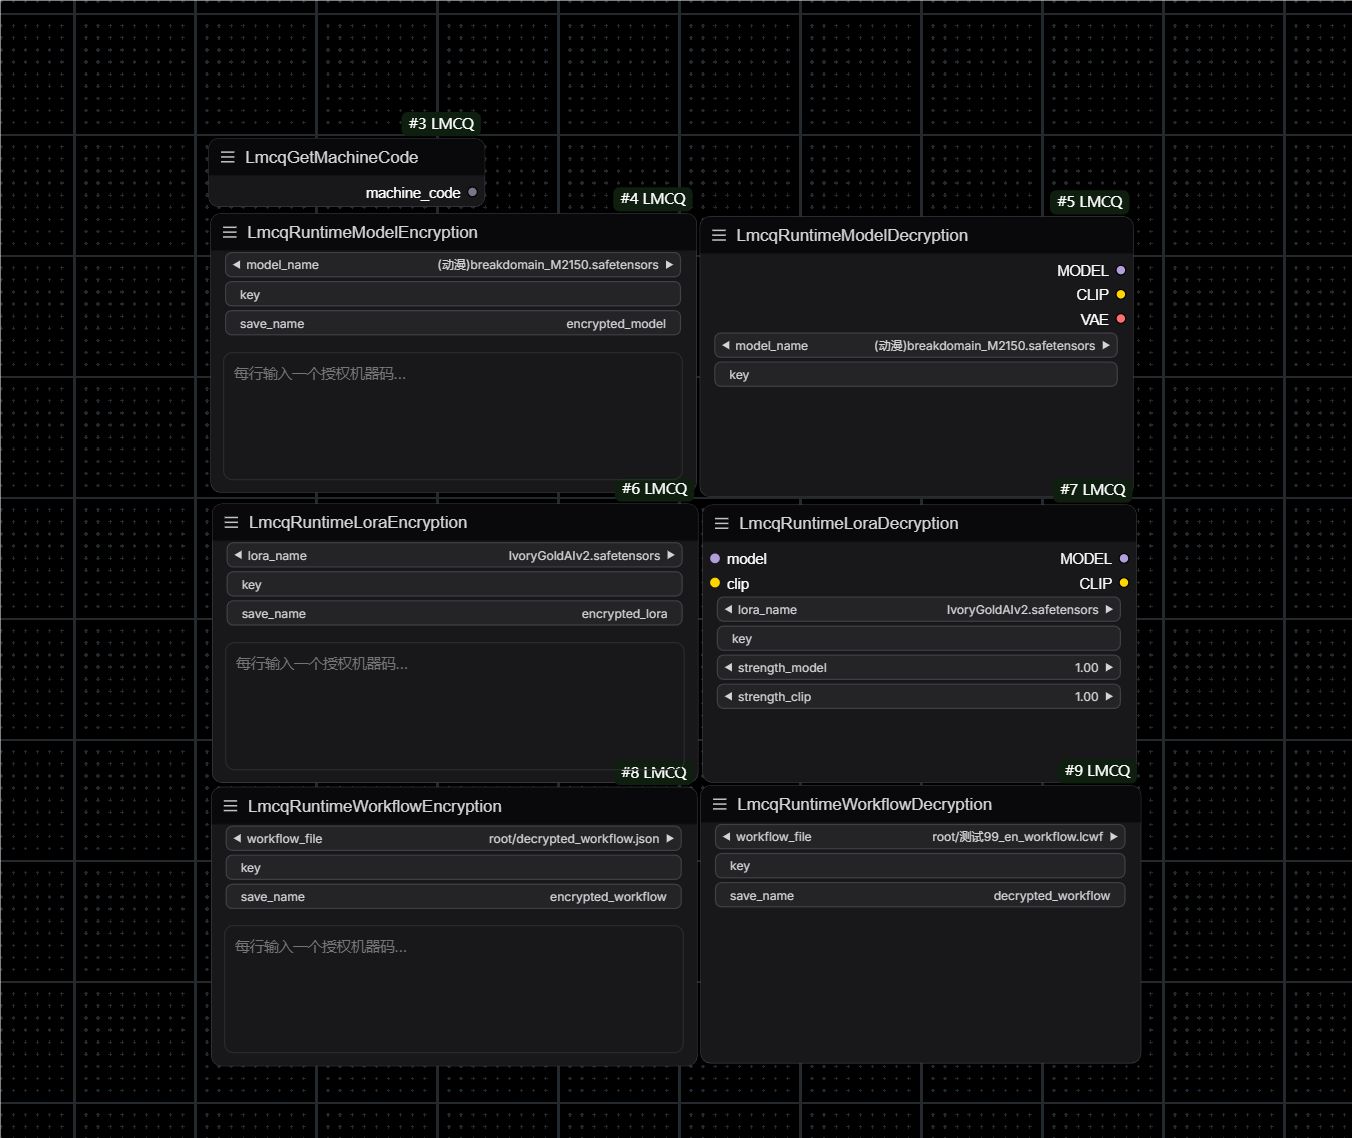 #3 LMCQ
LmcqGetMachineCode
machine_code
#4 LMCQ
LmcqRuntimeModelEncryption
model_name (动漫)breakdomain_M2150.safetensors
key
save_name encrypted_model
每行输入一个授权机器码...
#5 LMCQ
LmcqRuntimeModelDecryption
MODEL
CLIP
VAE
model_name (动漫)breakdomain_M2150.safetensors
key
#6 LMCQ
LmcqRuntimeLoraEncryption
lora_name IvoryGoldAIv2.safetensors
key
save_name encrypted_lora
每行输入一个授权机器码...
#7 LMCQ
LmcqRuntimeLoraDecryption
model MODEL
clip CLIP
lora_name IvoryGoldAIv2.safetensors
key
strength_model 1.00
strength_clip 1.00
#8 LMCQ
LmcqRuntimeWorkflowEncryption
workflow_file root/decrypted_workflow.json
key
save_name encrypted_workflow
每行输入一个授权机器码...
#9 LMCQ
LmcqRuntimeWorkflowDecryption
workflow_file root/测试99_en_workflow.lcwf
key
save_name decrypted_workflow